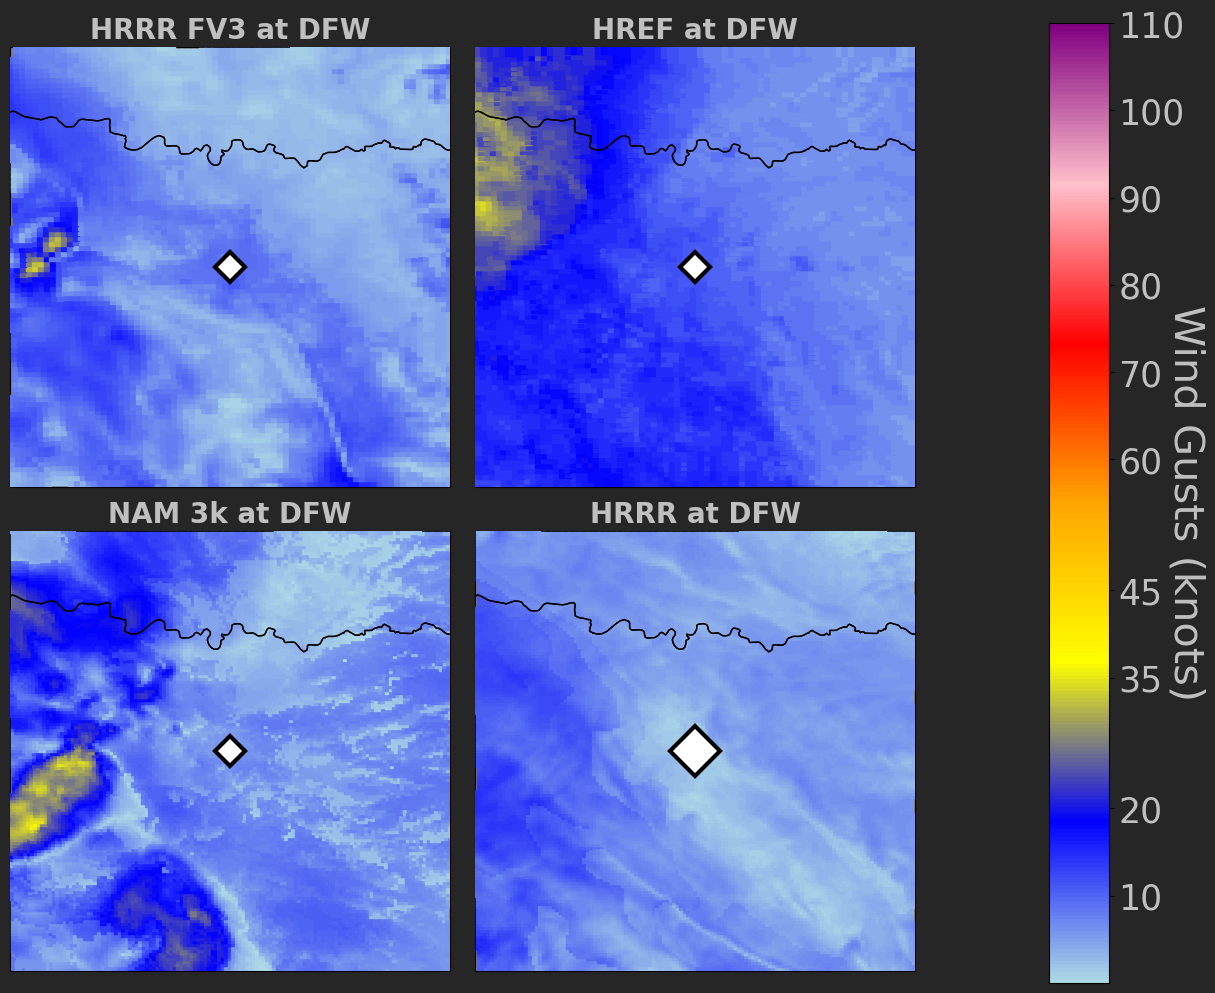 HRRR FV3 at DFW
HREF at DFW
NAM 3k at DFW
HRRR at DFW
110
100
90
80
70
60
45
35
20
10
Wind Gusts (knots)